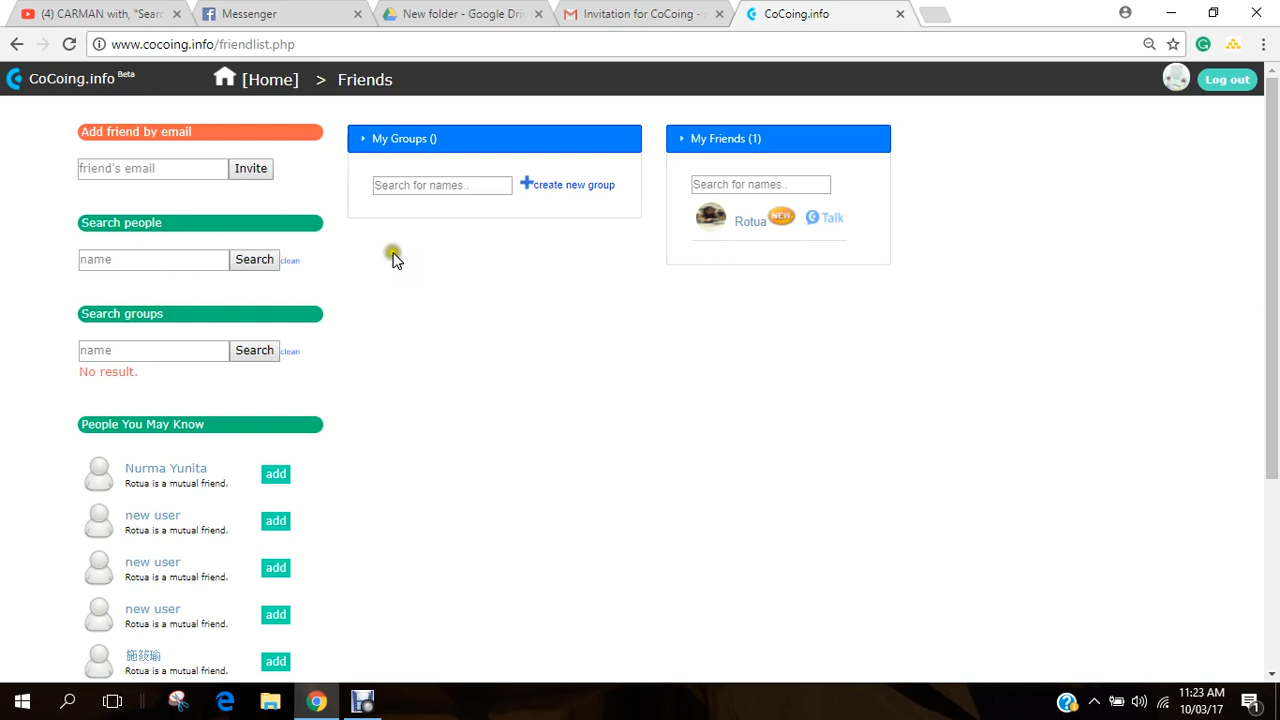 (4) CARMAN with, "Searc
Messenger
New folder - Google Driv
Invitation for CoCoing -
CoCoing.info
www.cocoing.info/friendlist.php
CoCoing.info Beta
[Home] > Friends
Log out
Add friend by email
friend's email
Invite
Search people
name
Search
clean
Search groups
name
Search
clean
No result.
People You May Know
Nurma Yunita
Rotua is a mutual friend.
add
new user
Rotua is a mutual friend.
add
new user
Rotua is a mutual friend.
add
new user
Rotua is a mutual friend.
add
施筱瑜
Rotua is a mutual friend.
add
My Groups ()
Search for names..
create new group
My Friends (1)
Search for names..
Rotua NEW Talk
11:23 AM
10/03/17